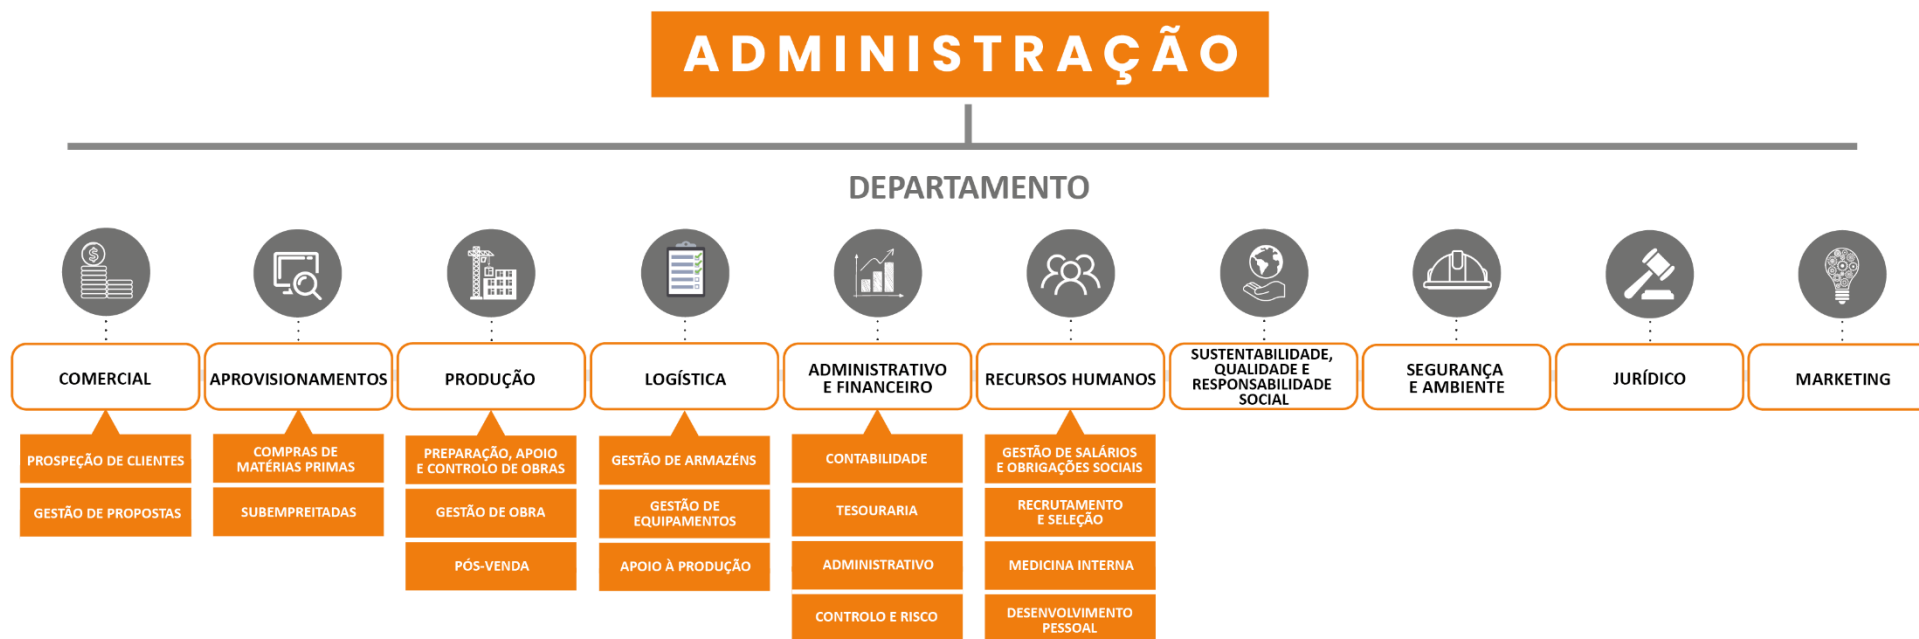 ADMINISTRAÇÃO
DEPARTAMENTO
COMERCIAL
APROVISIONAMENTOS
PRODUÇÃO
LOGÍSTICA
ADMINISTRATIVO
E FINANCEIRO
RECURSOS HUMANOS
SUSTENTABILIDADE,
QUALIDADE E
RESPONSABILIDADE
SOCIAL
SEGURANÇA
E AMBIENTE
JURÍDICO
MARKETING
PROSPEÇÃO DE CLIENTES
GESTÃO DE PROPOSTAS
COMPRAS DE
MATÉRIAS PRIMAS
SUBEMPREITADAS
PREPARAÇÃO, APOIO
E CONTROLO DE OBRAS
GESTÃO DE OBRA
PÓS-VENDA
GESTÃO DE ARMAZÉNS
GESTÃO DE
EQUIPAMENTOS
APOIO À PRODUÇÃO
CONTABILIDADE
TESOURARIA
ADMINISTRATIVO
CONTROLO E RISCO
GESTÃO DE SALÁRIOS
E OBRIGAÇÕES SOCIAIS
RECRUTAMENTO
E SELEÇÃO
MEDICINA INTERNA
DESENVOLVIMENTO
PESSOAL